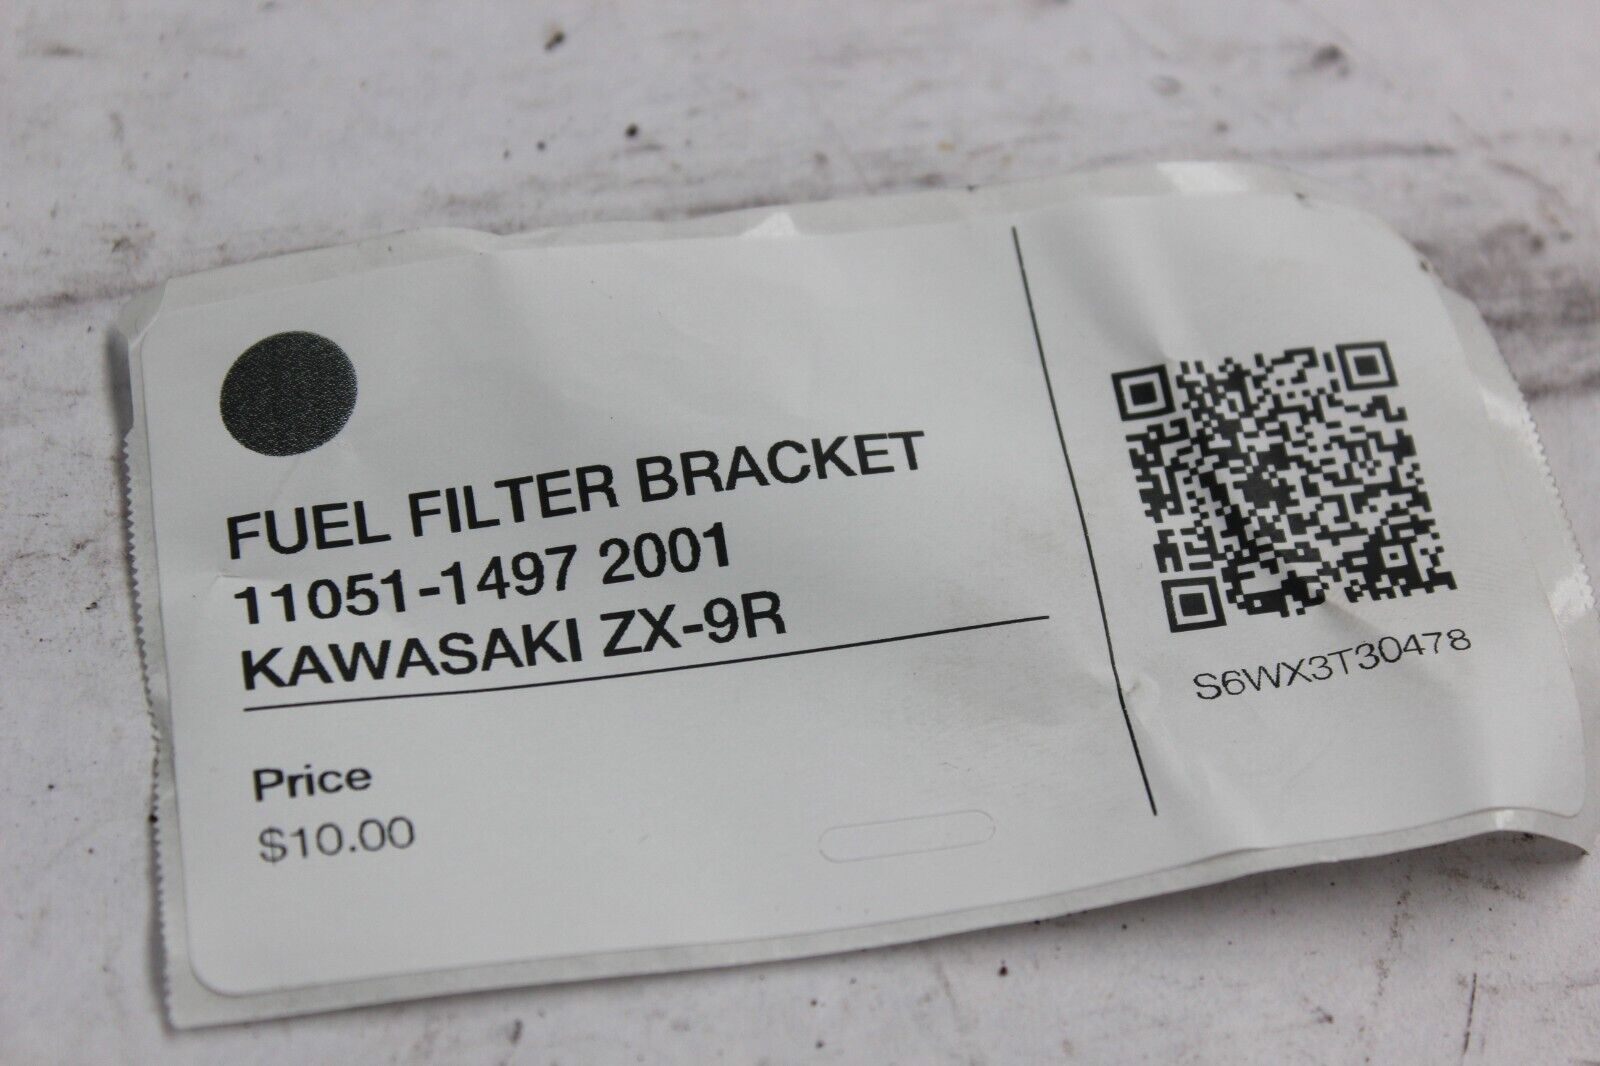 FUEL FILTER BRACKET
11051-1497 2001
KAWASAKI ZX-9R
Price
$10.00
S6WX3T30478